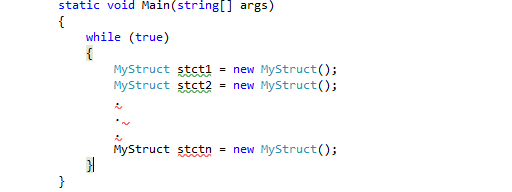 static void Main(string[] args)
{
while (true)
{
MyStruct stct1 = new MyStruct();
MyStruct stct2 = new MyStruct();
.
.
.
MyStruct stctn = new MyStruct();
}
}